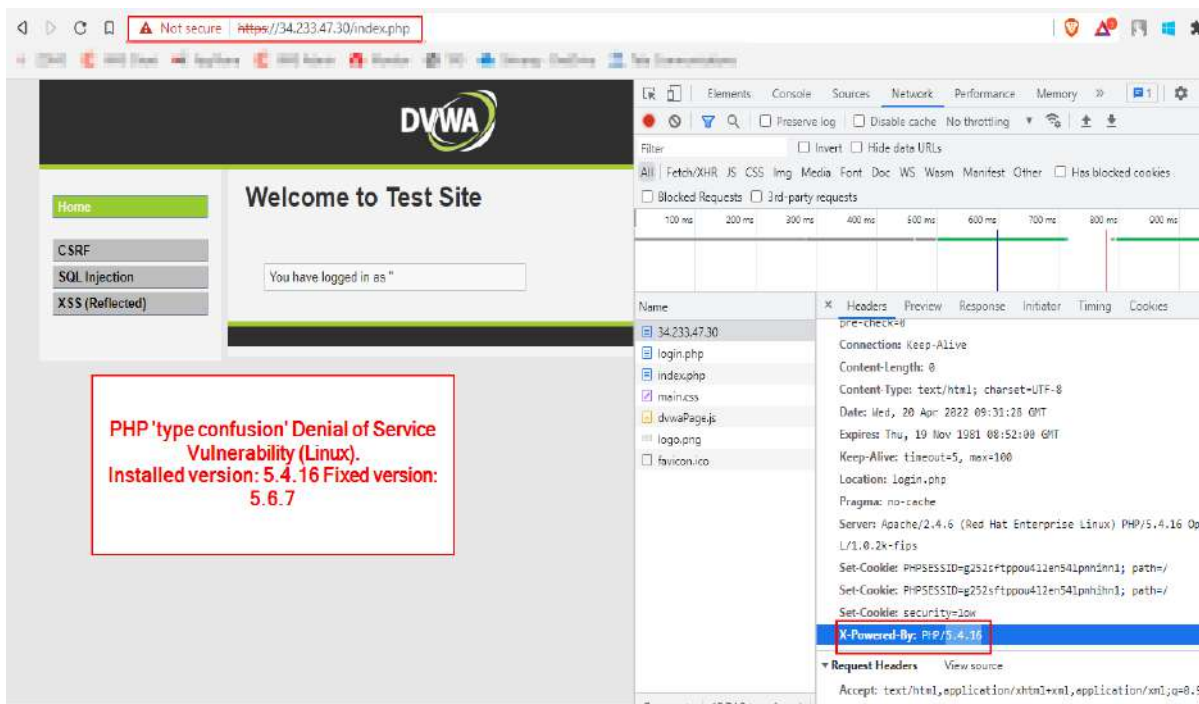 Not secure https://34.233.47.30/index.php
DVWA
Home
CSRF
SQL Injection
XSS (Reflected)
Welcome to Test Site
You have logged in as ''
PHP 'type confusion' Denial of Service
Vulnerability (Linux).
Installed version: 5.4.16 Fixed version:
5.6.7
Elements Console Sources Network Performance Memory » 1
Preserve log Disable cache No throttling
Filter Invert Hide data URLs
All Fetch/XHR JS CSS Img Media Font Doc WS Wasm Manifest Other Has blocked cookies
Blocked Requests 3rd-party requests
100 ms 200 ms 300 ms 400 ms 500 ms 600 ms 700 ms 800 ms 900 ms
Name
34.233.47.30
login.php
index.php
main.css
dvwaPage.js
logo.png
favicon.ico
× Headers Preview Response Initiator Timing Cookies
pre-check=0
Connection: Keep-Alive
Content-Length: 0
Content-Type: text/html; charset=UTF-8
Date: Wed, 20 Apr 2022 09:31:28 GMT
Expires: Thu, 19 Nov 1981 08:52:00 GMT
Keep-Alive: timeout=5, max=100
Location: login.php
Pragma: no-cache
Server: Apache/2.4.6 (Red Hat Enterprise Linux) PHP/5.4.16 Op
L/1.0.2k-fips
Set-Cookie: path=/
Set-Cookie: path=/
Set-Cookie: security=low
X-Powered-By: PHP/5.4.16
Request Headers View source
Accept: text/html,application/xhtml+xml,application/xml;q=0.9